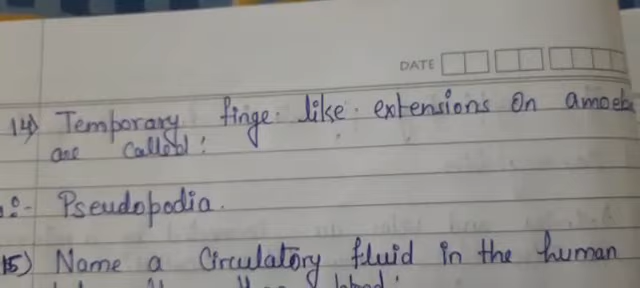 DATE
14) Temporary finge like extensions on amoeba
are called:
:- Pseudopodia.
15) Name a Circulatory fluid in the human